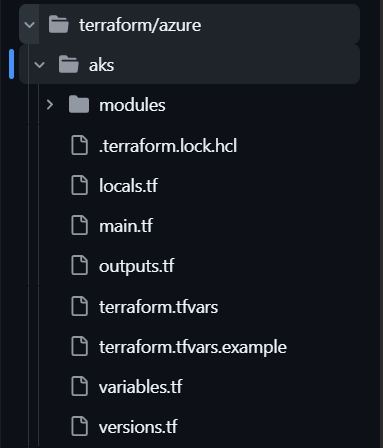 terraform/azure
aks
modules
.terraform.lock.hcl
locals.tf
main.tf
outputs.tf
terraform.tfvars
terraform.tfvars.example
variables.tf
versions.tf